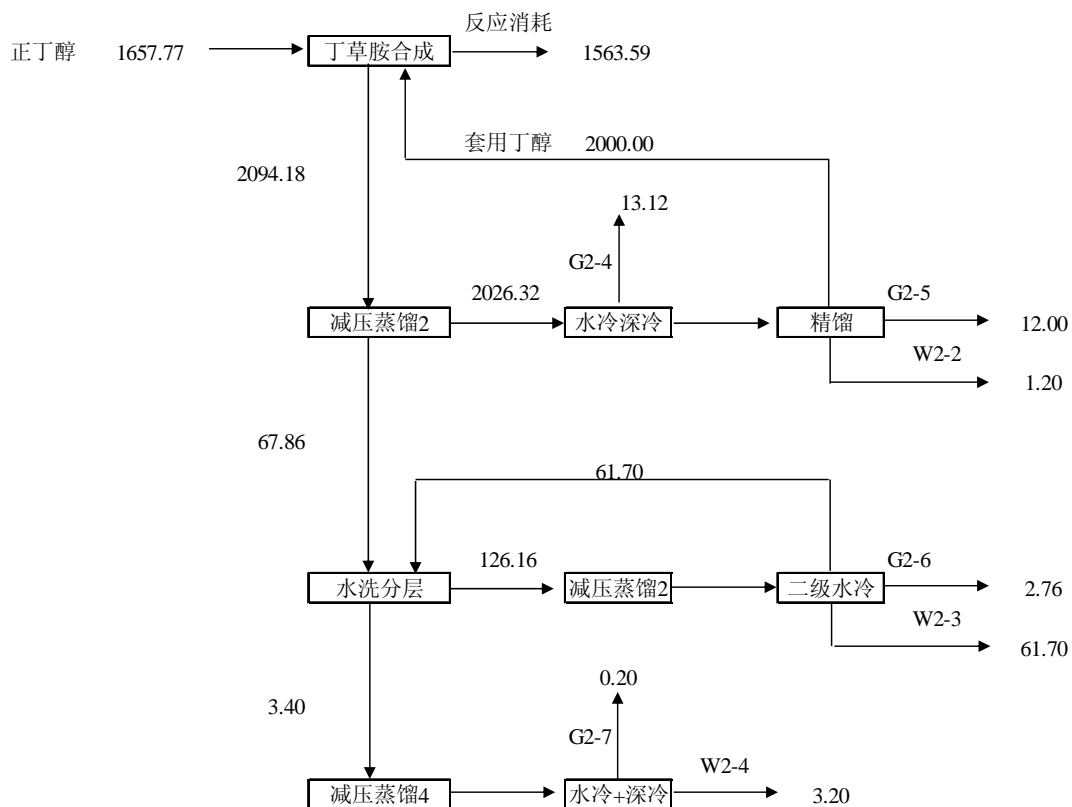 反应消耗
正丁醇 1657.77 丁草胺合成 1563.59
套用丁醇 2000.00
2094.18
13.12
G2-4
2026.32 G2-5
减压蒸馏2 水冷深冷 精馏 12.00
W2-2
1.20
67.86
61.70
126.16 G2-6
水洗分层 减压蒸馏2 二级水冷 2.76
W2-3
61.70
0.20
3.40
G2-7 W2-4
减压蒸馏4 水冷+深冷 3.20